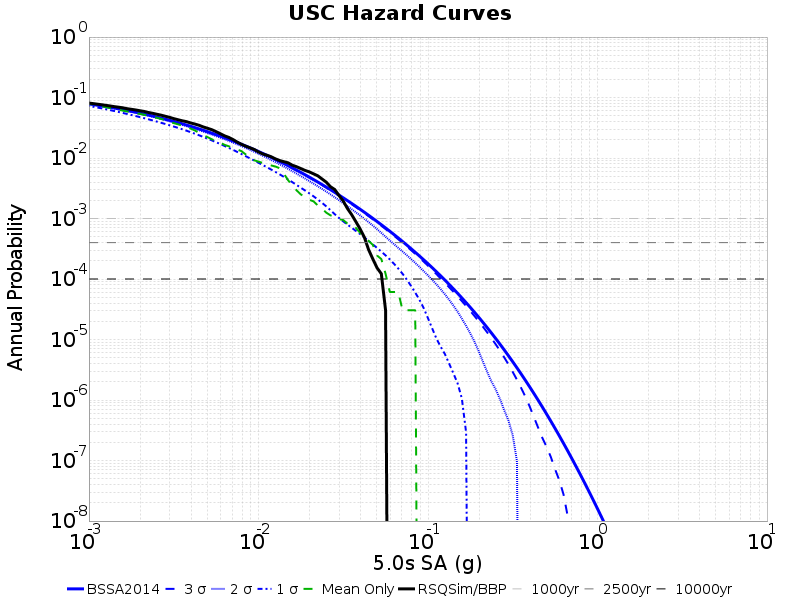 USC Hazard Curves
Annual Probability
10^0
10^-1
10^-2
10^-3
10^-4
10^-5
10^-6
10^-7
10^-8
10^-3 10^-2 10^-1 10^0 10^1
5.0s SA (g)
BSSA2014 3 σ 2 σ 1 σ Mean Only RSQSim/BBP 1000yr 2500yr 10000yr